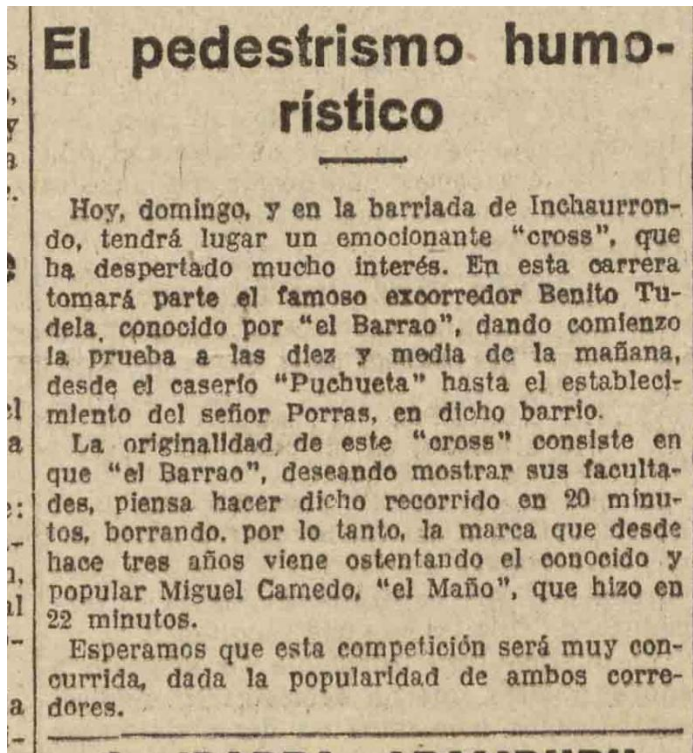 El pedestrismo humo-
rístico
Hoy, domingo, y en la barriada de Inchaurron-
do, tendrá lugar un emocionante “cross”, que
ha despertado mucho interés. En esta carrera
tomará parte el famoso excorredor Benito Tu-
dela, conocido por “el Barrao”, dando comienzo
la prueba a las diez y media de la mañana,
desde el caserío “Puchueta” hasta el estableci-
miento del señor Porras, en dicho barrio.
La originalidad de este “cross” consiste en
que “el Barrao”, deseando mostrar sus faculta-
des, piensa hacer dicho recorrido en 20 minu-
tos, borrando, por lo tanto, la marca que desde
hace tres años viene ostentando el conocido y
popular Miguel Camedo, “el Maño”, que hizo en
22 minutos.
Esperamos que esta competición será muy con-
currida, dada la popularidad de ambos corre-
dores.